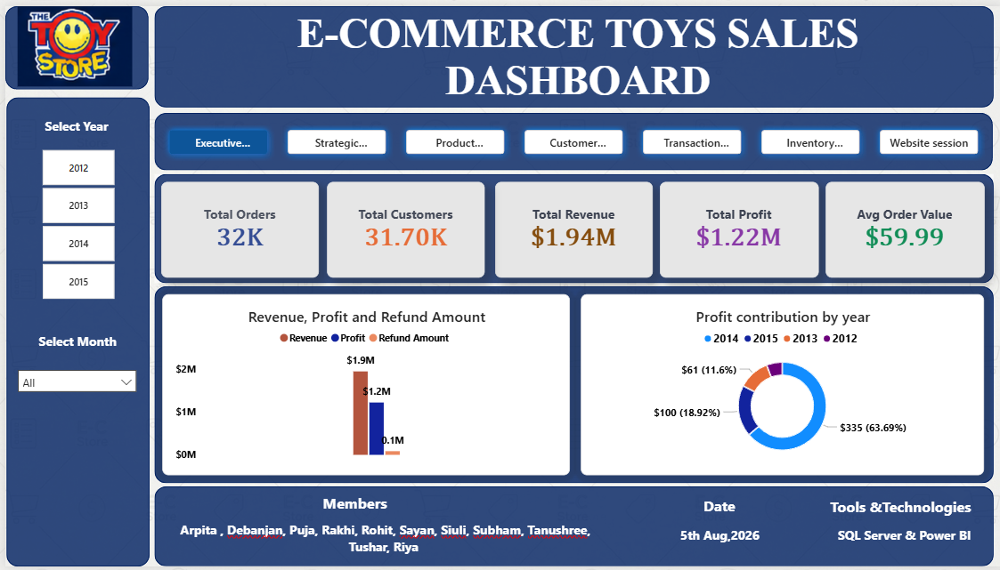 THE
TOY
STORE
E-COMMERCE TOYS SALES
DASHBOARD
Select Year
2012
2013
2014
2015
Select Month
All
Executive...
Strategic...
Product...
Customer...
Transaction...
Inventory...
Website session
Total Orders
32K
Total Customers
31.70K
Total Revenue
$1.94M
Total Profit
$1.22M
Avg Order Value
$59.99
Revenue, Profit and Refund Amount
Revenue Profit Refund Amount
$2M
$1M
$0M
$1.9M
$1.2M
0.1M
Profit contribution by year
2014 2015 2013 2012
$61 (11.6%)
$100 (18.92%)
$335 (63.69%)
Members
Arpita , Debanjan, Puja, Rakhi, Rohit, Sayan, Siuli, Subham, Tanushree,
Tushar, Riya
Date
5th Aug,2026
Tools &Technologies
SQL Server & Power BI